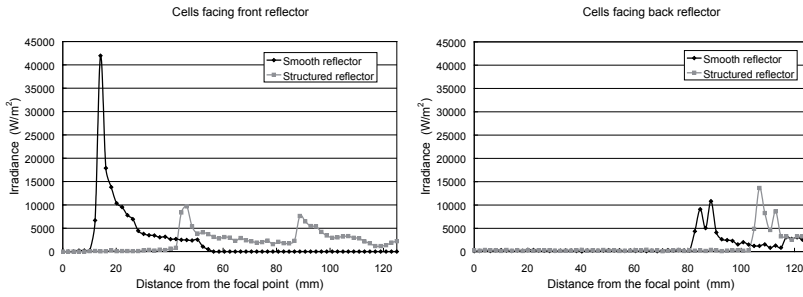 Cells facing front reflector
45000
40000
35000
30000
25000
20000
15000
10000
5000
0
Irradiance (W/m²)
Smooth reflector
Structured reflector
0 20 40 60 80 100 120
Distance from the focal point (mm)
Cells facing back reflector
45000
40000
35000
30000
25000
20000
15000
10000
5000
0
Irradiance (W/m²)
Smooth reflector
Structured reflector
0 20 40 60 80 100 120
Distance from the focal point (mm)